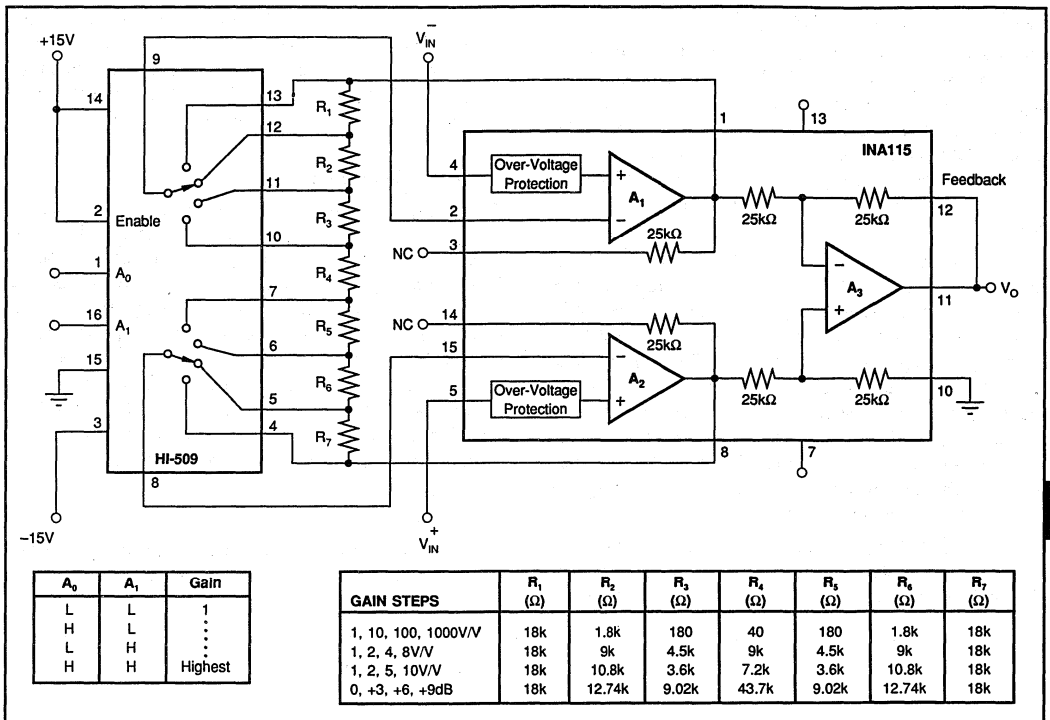 +15V
9
V_IN^-
14
13
R₁
12
1
13
INA115
R₂
4
Over-Voltage
Protection
+
A₁
–
11
2
Enable
R₃
2
25kΩ
25kΩ
Feedback
12
10
NC
3
25kΩ
1
A₀
R₄
–
A₃
+
11
V_O
7
NC
14
25kΩ
16
A₁
R₅
15
6
15
–
A₂
+
R₆
5
5
Over-Voltage
Protection
25kΩ
25kΩ
10
3
4
R₇
HI-509
8
8
7
–15V
V_IN^+
A₀ A₁ Gain
L L 1
H L ⋮
L H ⋮
H H Highest
GAIN STEPS R₁ (Ω) R₂ (Ω) R₃ (Ω) R₄ (Ω) R₅ (Ω) R₆ (Ω) R₇ (Ω)
1, 10, 100, 1000V/V 18k 1.8k 180 40 180 1.8k 18k
1, 2, 4, 8V/V 18k 9k 4.5k 9k 4.5k 9k 18k
1, 2, 5, 10V/V 18k 10.8k 3.6k 7.2k 3.6k 10.8k 18k
0, +3, +6, +9dB 18k 12.74k 9.02k 43.7k 9.02k 12.74k 18k